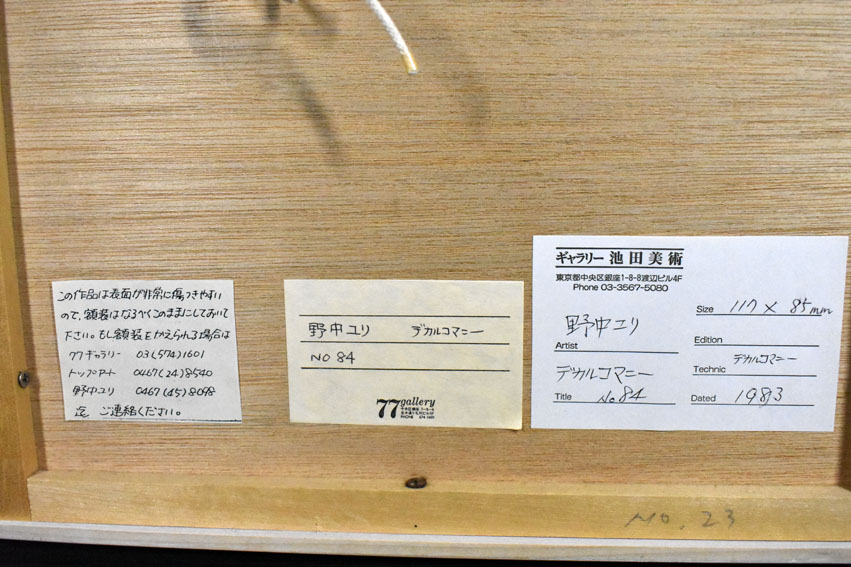 この作品は表面が非常に傷つきやすい
ので、額装はなるべくこのままにしておいて
下さい。もし額装をかえられる場合は
77ギャラリー 03(574)1601
トップアート 0467(24)8540
野中ユリ 0467(45)8098
迄 ご連絡ください。
野中ユリ デカルコマニー
NO 84
77gallery
ギャラリー 池田美術
東京都中央区銀座1-8-8渡辺ビル4F
Phone 03-3567-5080
野中ユリ
Artist
デカルコマニー
Title No.84
Size 117 × 85mm
Edition
デカルコマニー
Technic
Dated 1983
NO. 23